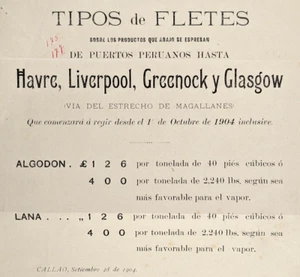 TIPOS de FLETES
SOBRE LOS PRODUCTOS QUE ABAJO SE EXPRESAN
DE PUERTOS PERUANOS HASTA
Havre, Liverpool, Greenock y Glasgow
(VIA DEL ESTRECHO DE MAGALLANES)
Que comenzará á regir desde el 1º de Octubre de 1904 inclusive.
ALGODON. £ 1 2 6 por tonelada de 40 piés cúbicos ó
4 0 0 por tonelada de 2.240 lbs, según sea
más favorable para el vapor.
LANA . . . „ 1 2 6 por tonelada de 40 piés cúbicos ó
4 0 0 por tonelada de 2.240 lbs, según sea
más favorable para el vapor.
CALLAO, Setiembre 28 de 1904.